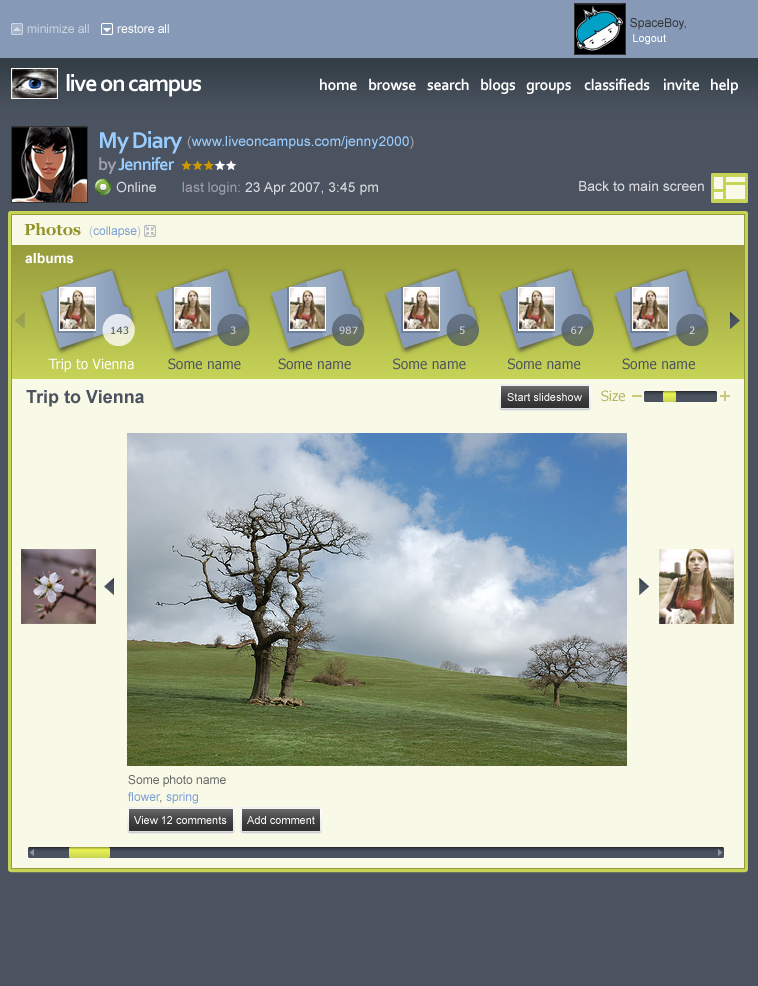 minimize all restore all
SpaceBoy,
Logout
live on campus
home browse search blogs groups classifieds invite help
My Diary (www.liveoncampus.com/jenny2000)
by Jennifer
Online last login: 23 Apr 2007, 3:45 pm
Back to main screen
Photos (collapse)
albums
143 3 987 5 67 2
Trip to Vienna Some name Some name Some name Some name Some name
Trip to Vienna Start slideshow Size
Some photo name
flower, spring
View 12 comments Add comment